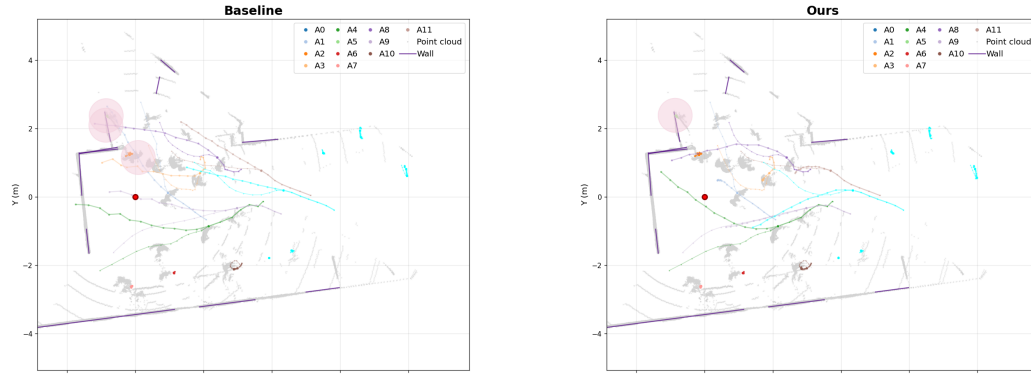 Baseline
A0 A4 A8 A11
A1 A5 A9 Point cloud
A2 A6 A10 Wall
A3 A7
4
2
0
−2
−4
Y (m)
Ours
A0 A4 A8 A11
A1 A5 A9 Point cloud
A2 A6 A10 Wall
A3 A7
4
2
0
−2
−4
Y (m)